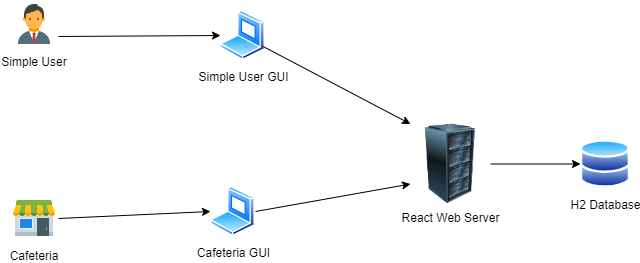 Simple User
Simple User GUI
React Web Server
H2 Database
Cafeteria
Cafeteria GUI